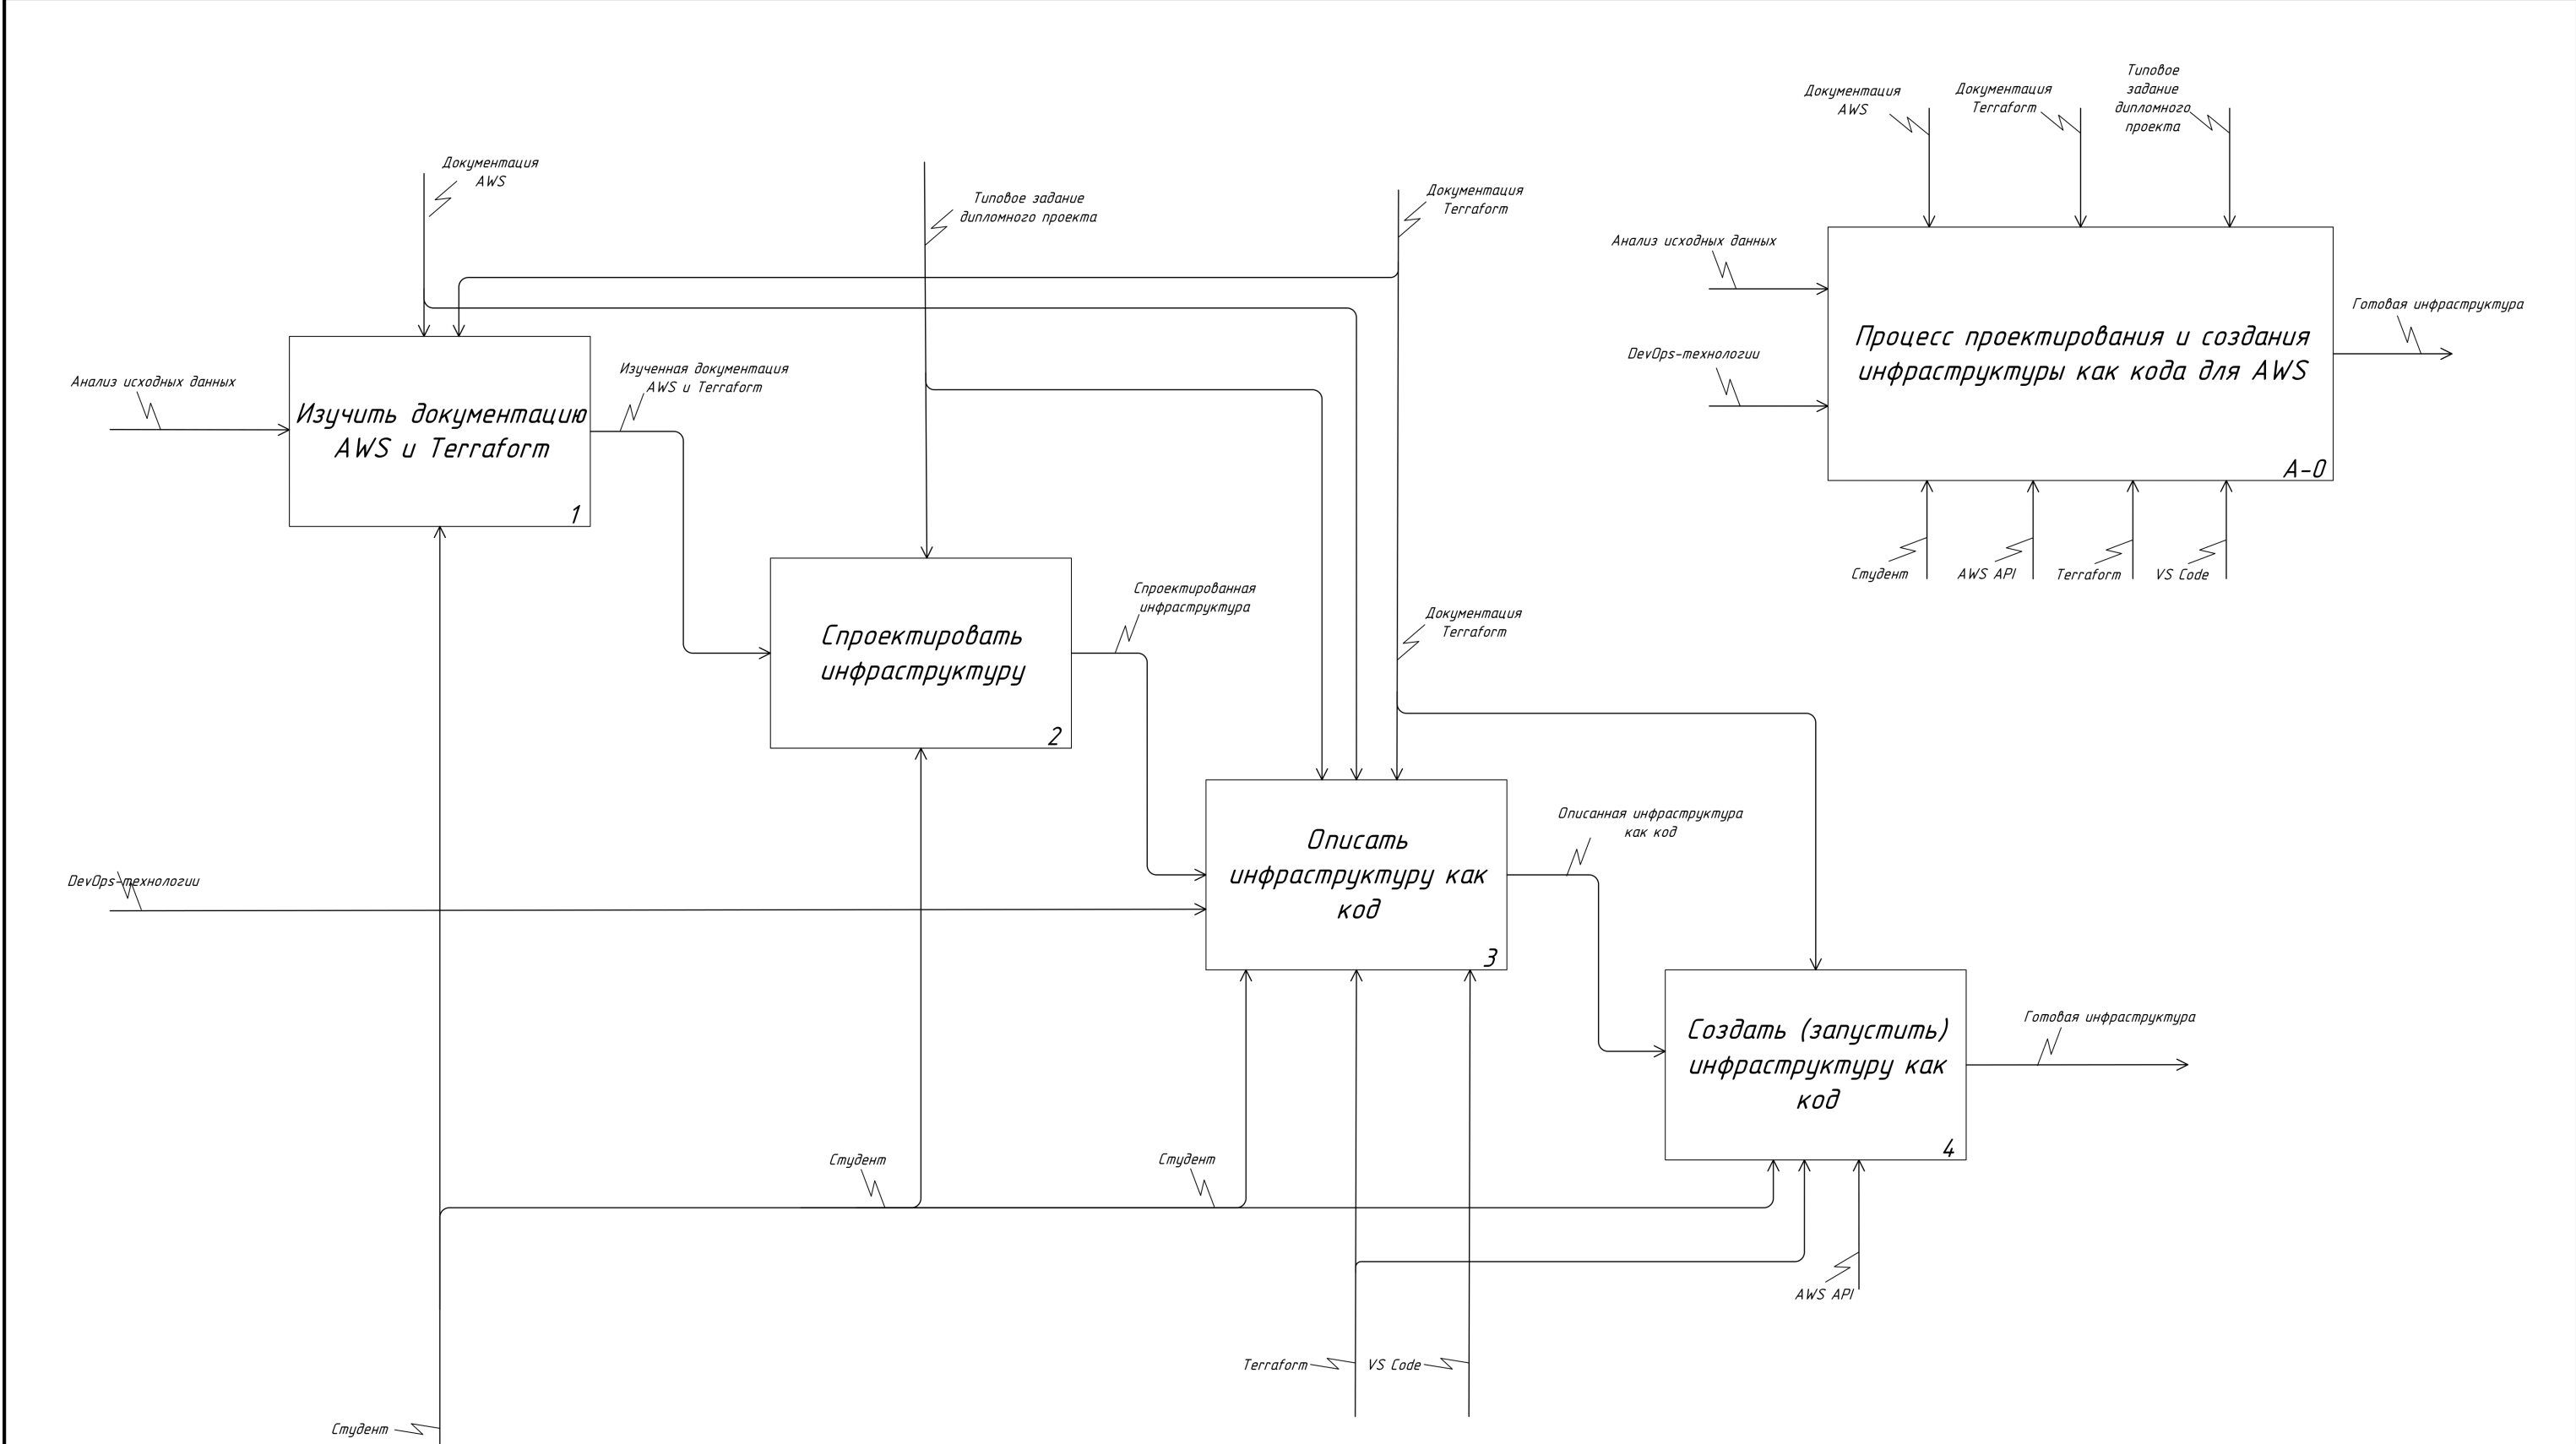 Документация
AWS
Типовое задание
дипломного проекта
Документация
Terraform
Анализ исходных данных
Изучить документацию
AWS и Terraform
1
Изученная документация
AWS и Terraform
Спроектировать
инфраструктуру
2
Спроектированная
инфраструктура
Документация
Terraform
DevOps-технологии
Описать
инфраструктуру как
код
3
Описанная инфраструктура
как код
Создать (запустить)
инфраструктуру как
код
4
Готовая инфраструктура
Студент
Студент
AWS API
Terraform
VS Code
Студент
Документация
AWS
Документация
Terraform
Типовое
задание
дипломного
проекта
Анализ исходных данных
DevOps-технологии
Процесс проектирования и создания
инфраструктуры как кода для AWS
A-0
Готовая инфраструктура
Студент
AWS API
Terraform
VS Code